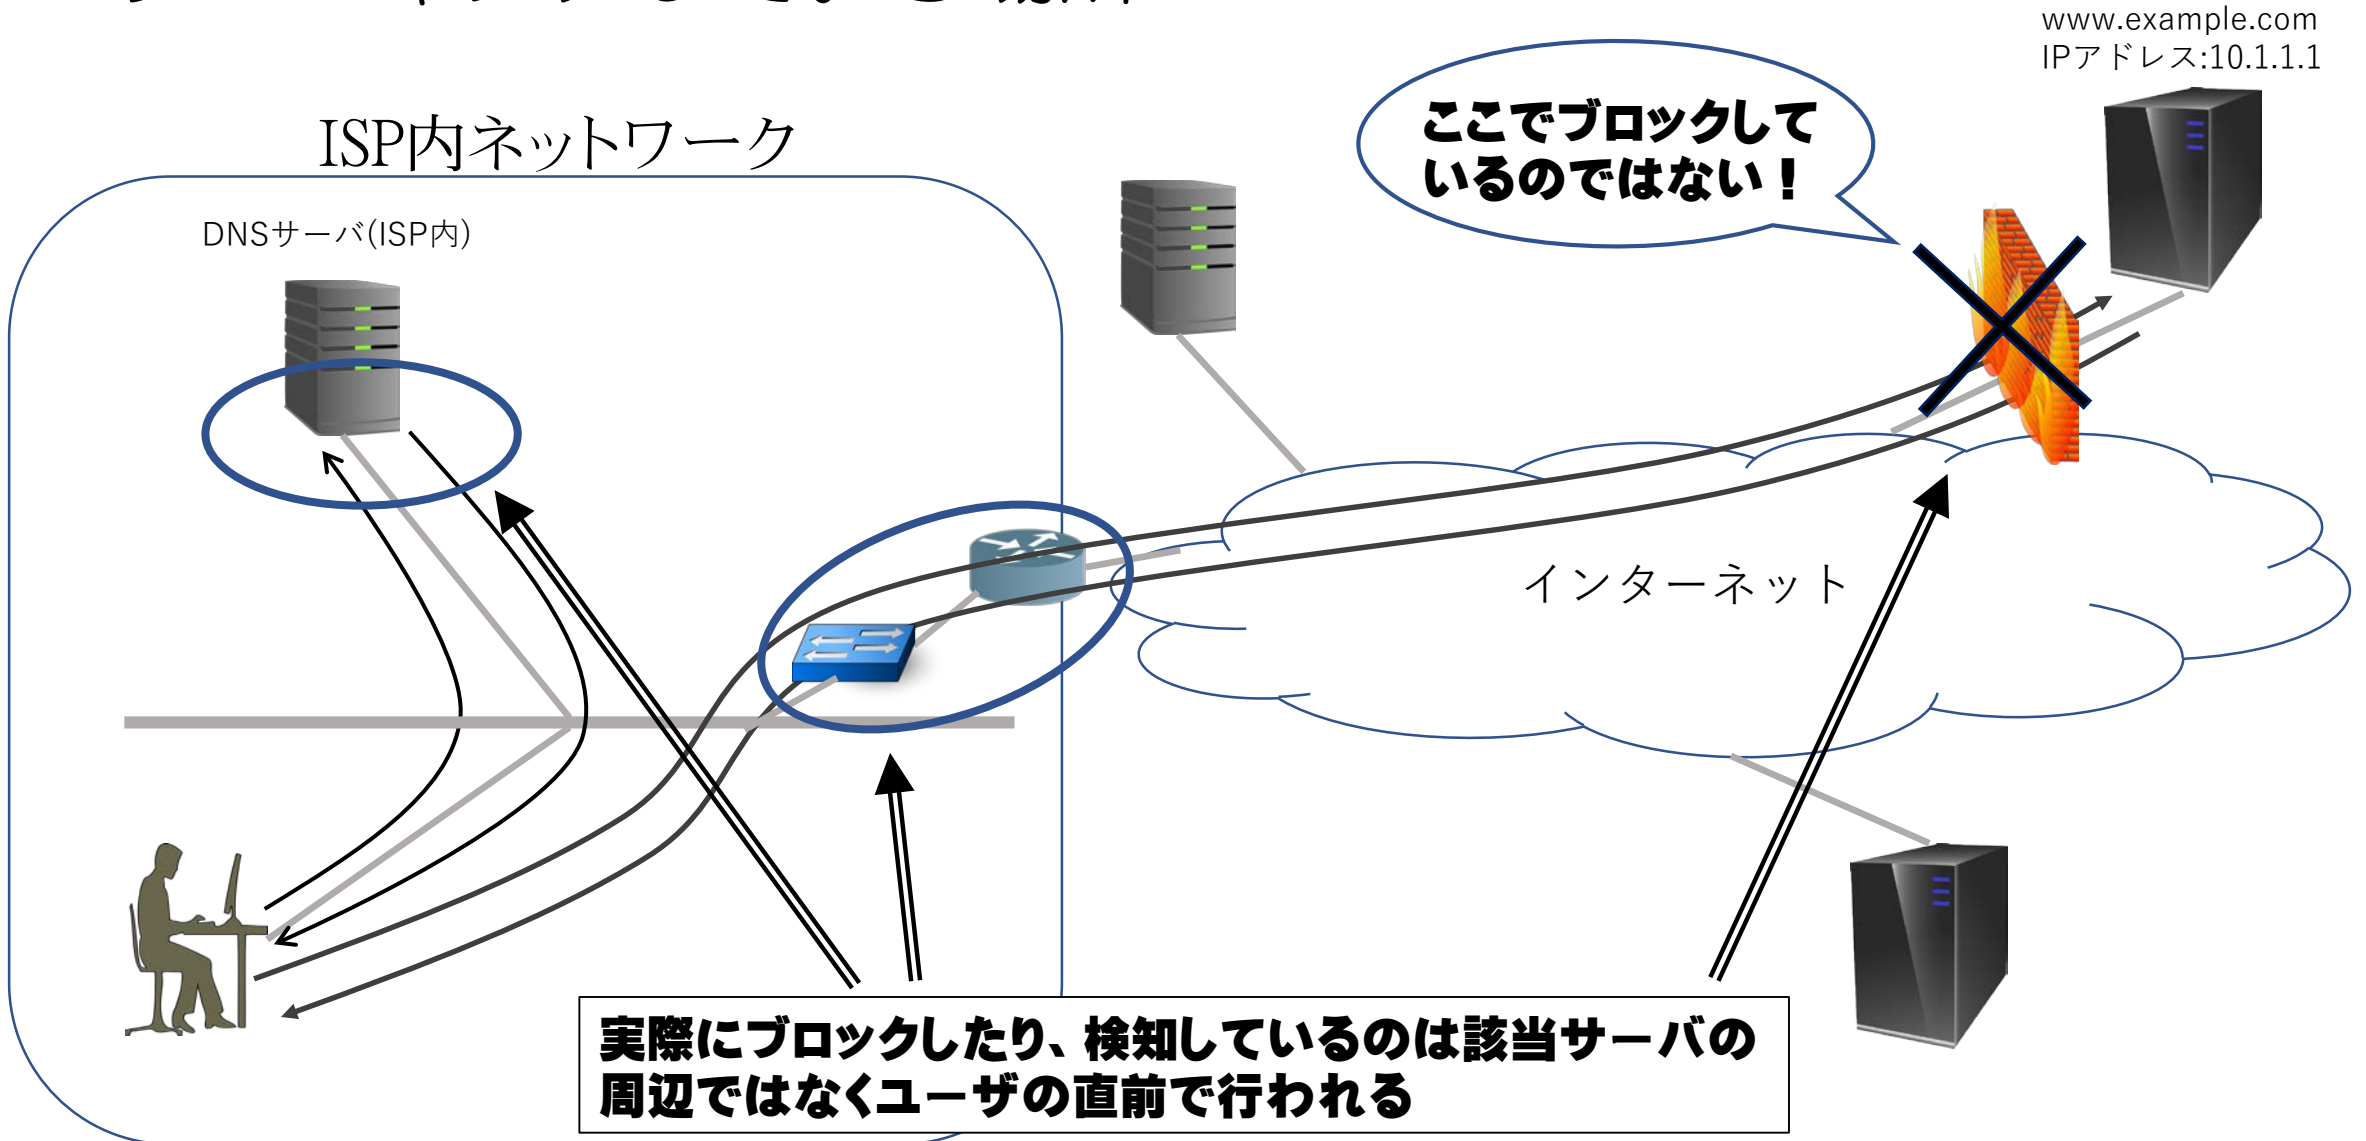 www.example.com
IPアドレス:10.1.1.1
ここでブロックして
いるのではない！
ISP内ネットワーク
DNSサーバ(ISP内)
インターネット
実際にブロックしたり、検知しているのは該当サーバの
周辺ではなくユーザの直前で行われる